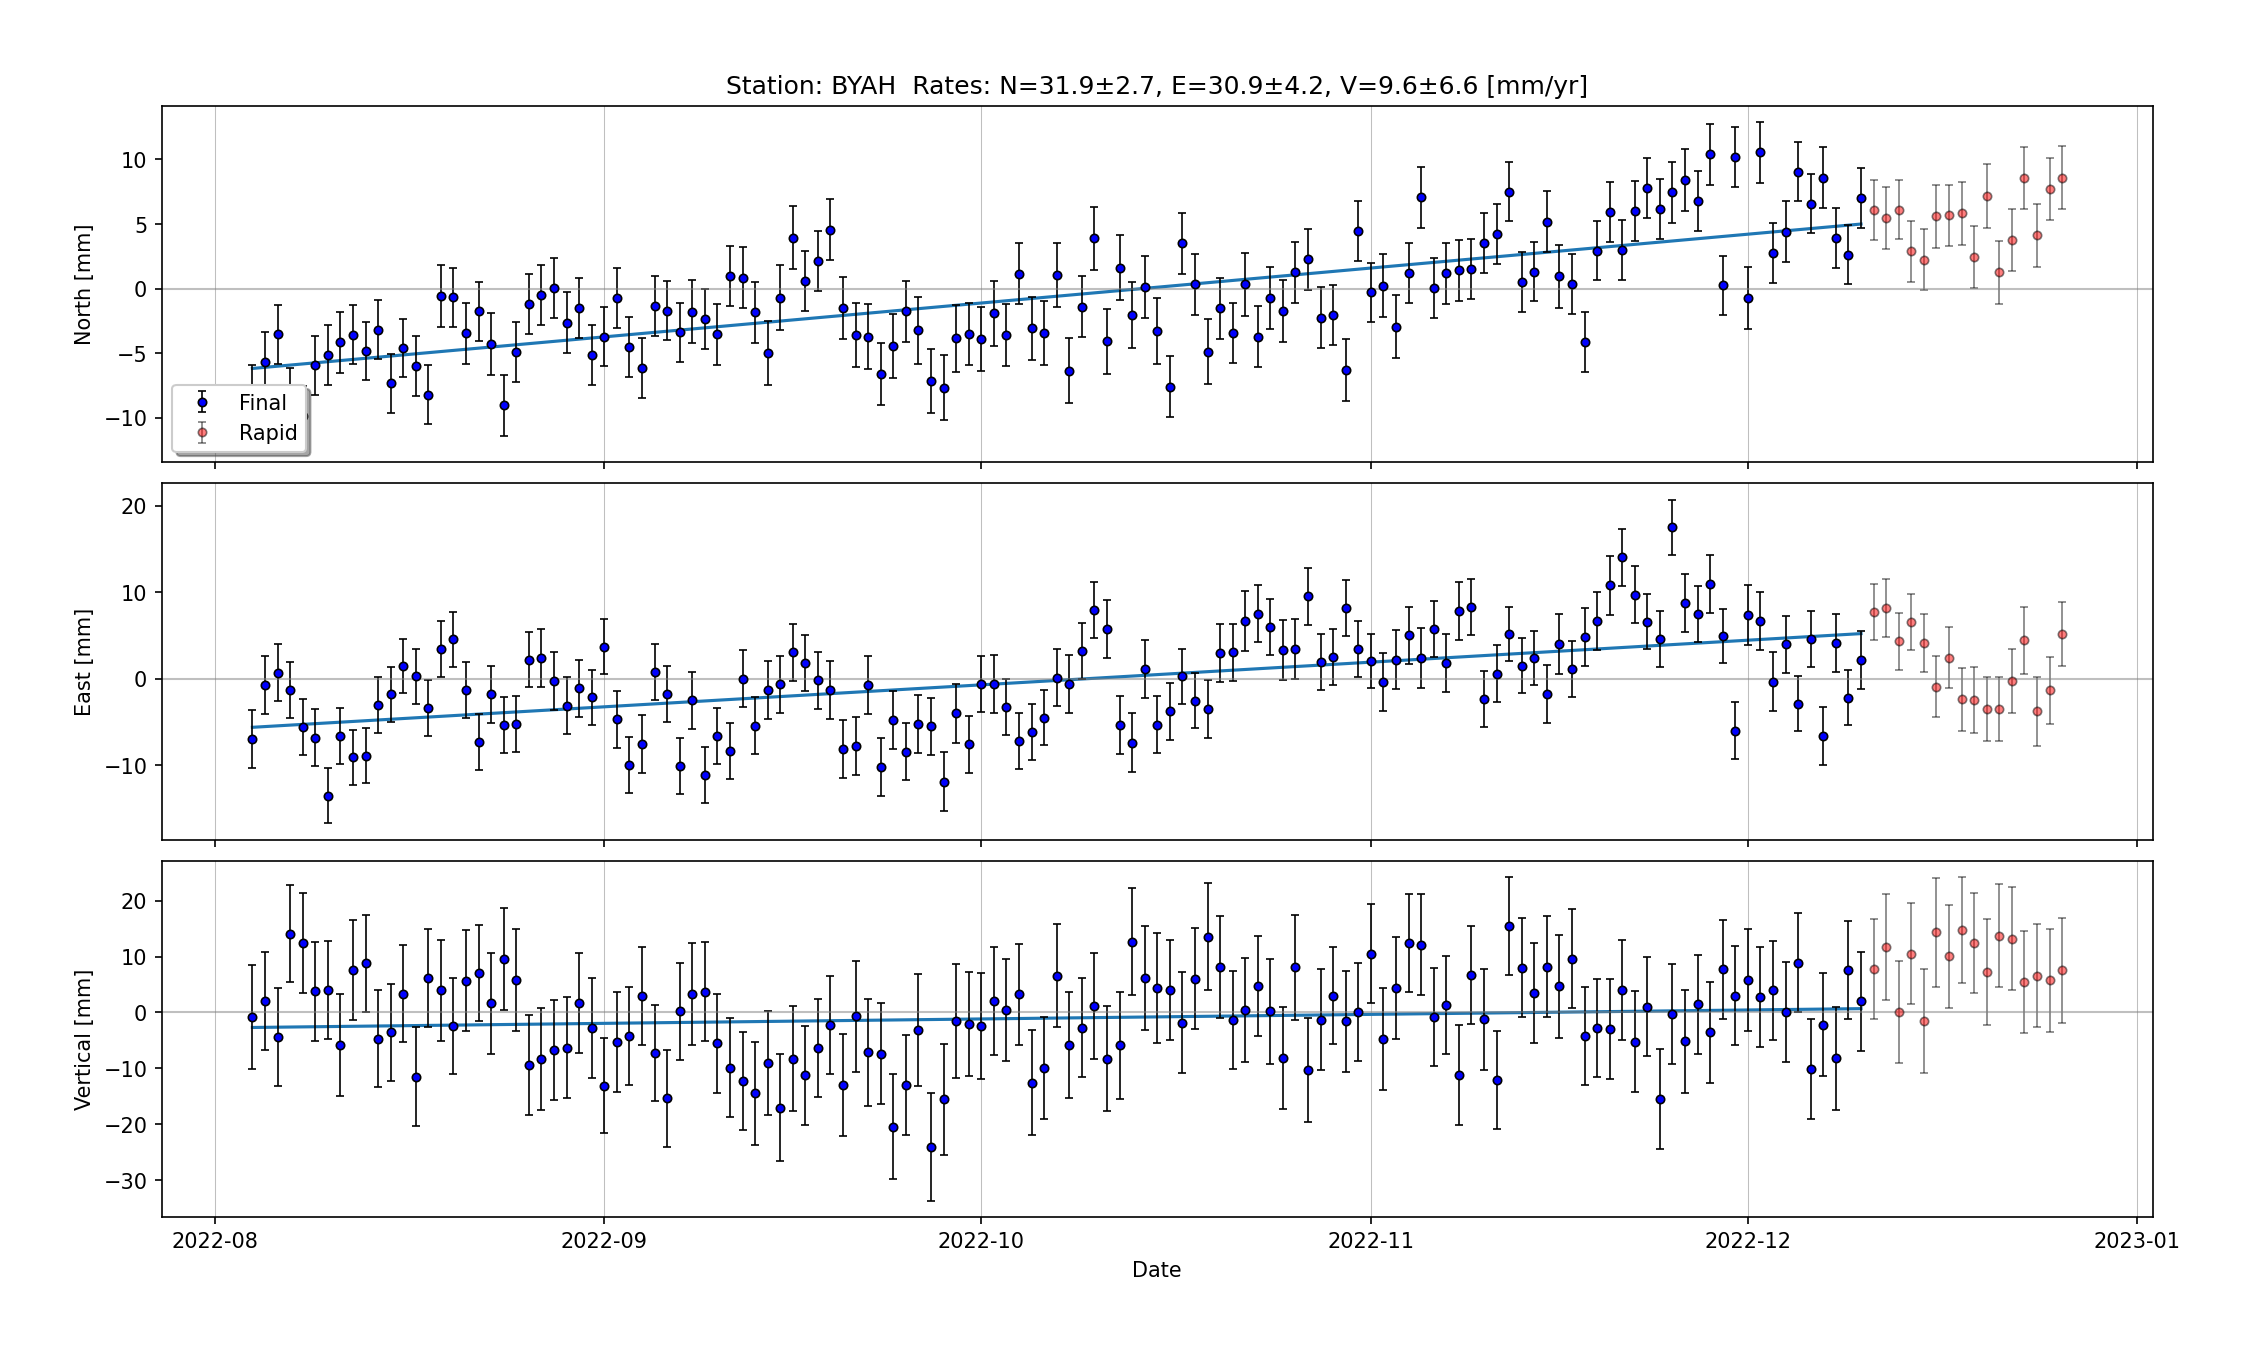 Station: BYAH  Rates: N=31.9±2.7, E=30.9±4.2, V=9.6±6.6 [mm/yr]
North [mm]
10
5
0
−5
−10
Final
Rapid
East [mm]
20
10
0
−10
Vertical [mm]
20
10
0
−10
−20
−30
2022-08 2022-09 2022-10 2022-11 2022-12 2023-01
Date